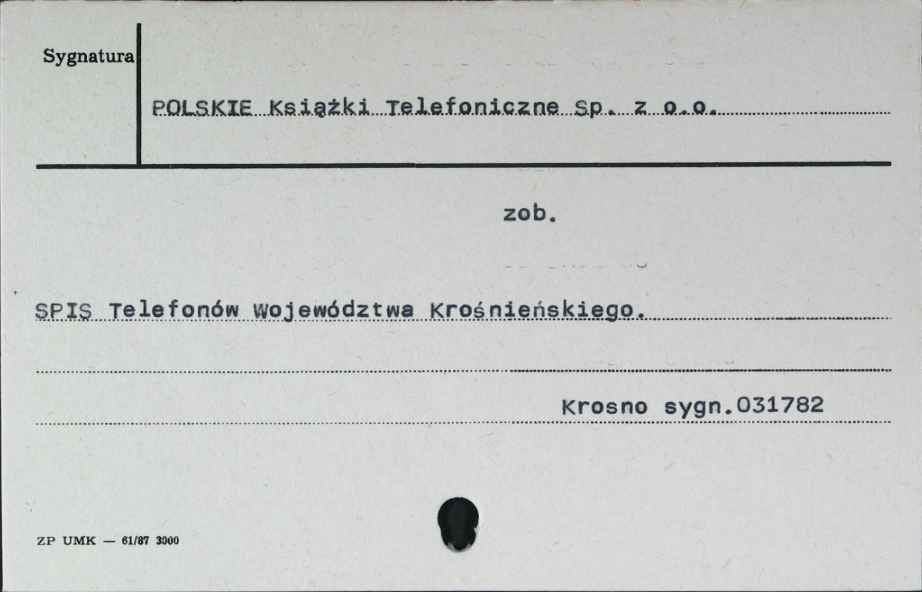 Sygnatura
POLSKIE Książki Telefoniczne Sp. z o.o.
zob.
SPIS Telefonów Województwa Krośnieńskiego.
Krosno sygn.031782
ZP UMK — 61/87 3000